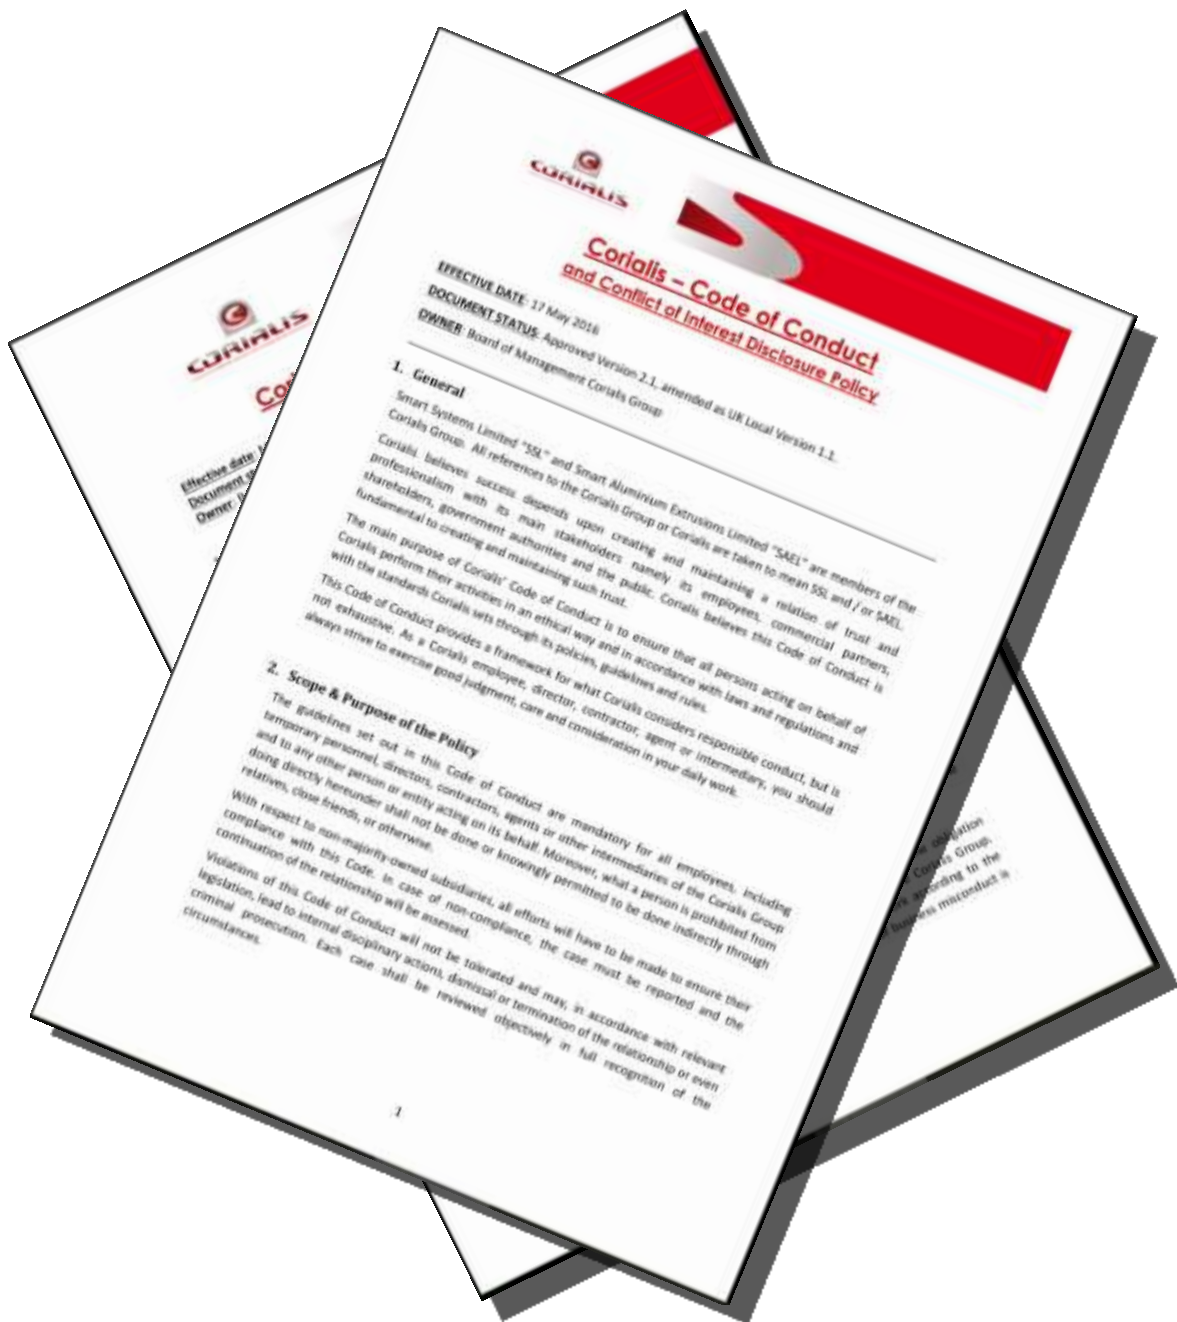 CORIALIS
Corialis – Code of Conduct
and Conflict of Interest Disclosure Policy
EFFECTIVE DATE: 17 May 2016
DOCUMENT STATUS: Approved Version 2.1, amended as UK Local Version 1.1.
OWNER: Board of Management Corialis Group
1. General
Smart Systems Limited "SSL" and Smart Aluminium Extrusions Limited "SAEL" are members of the
Corialis Group. All references to the Corialis Group or Corialis are taken to mean SSL and / or SAEL.
Corialis believes success depends upon creating and maintaining a relation of trust and
professionalism with its main stakeholders namely its employees, commercial partners,
shareholders, government authorities and the public. Corialis believes this Code of Conduct is
fundamental to creating and maintaining such trust.
The main purpose of Corialis' Code of Conduct is to ensure that all persons acting on behalf of
Corialis perform their activities in an ethical way and in accordance with laws and regulations and
with the standards Corialis sets through its policies, guidelines and rules.
This Code of Conduct provides a framework for what Corialis considers responsible conduct, but is
not exhaustive. As a Corialis employee, director, contractor, agent or intermediary, you should
always strive to exercise good judgment, care and consideration in your daily work.
2. Scope & Purpose of the Policy
The guidelines set out in this Code of Conduct are mandatory for all employees, including
temporary personnel, directors, contractors, agents or other intermediaries of the Corialis Group
and to any other person or entity acting on its behalf. Moreover, what a person is prohibited from
doing directly hereunder shall not be done or knowingly permitted to be done indirectly through
relatives, close friends, or otherwise.
With respect to non-majority-owned subsidiaries, all efforts will have to be made to ensure their
compliance with this Code. In case of non-compliance, the case must be reported and the
continuation of the relationship will be assessed.
Violations of this Code of Conduct will not be tolerated and may, in accordance with relevant
legislation, lead to internal disciplinary actions, dismissal or termination of the relationship or even
criminal prosecution. Each case shall be reviewed objectively in full recognition of the
circumstances.
1
CORIALIS
Effective date:
Owner:
obligation
Corialis Group.
according to the
business misconduct is